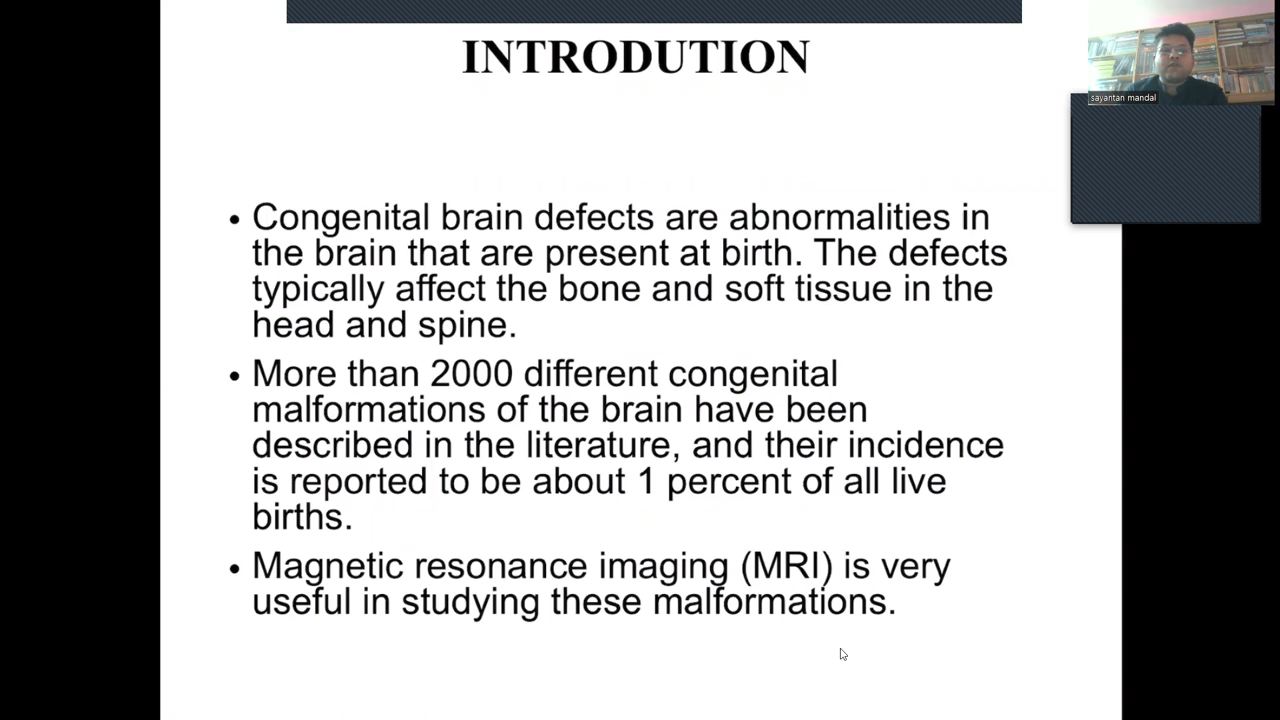 INTRODUTION
sayantan mandal
• Congenital brain defects are abnormalities in
the brain that are present at birth. The defects
typically affect the bone and soft tissue in the
head and spine.
• More than 2000 different congenital
malformations of the brain have been
described in the literature, and their incidence
is reported to be about 1 percent of all live
births.
• Magnetic resonance imaging (MRI) is very
useful in studying these malformations.